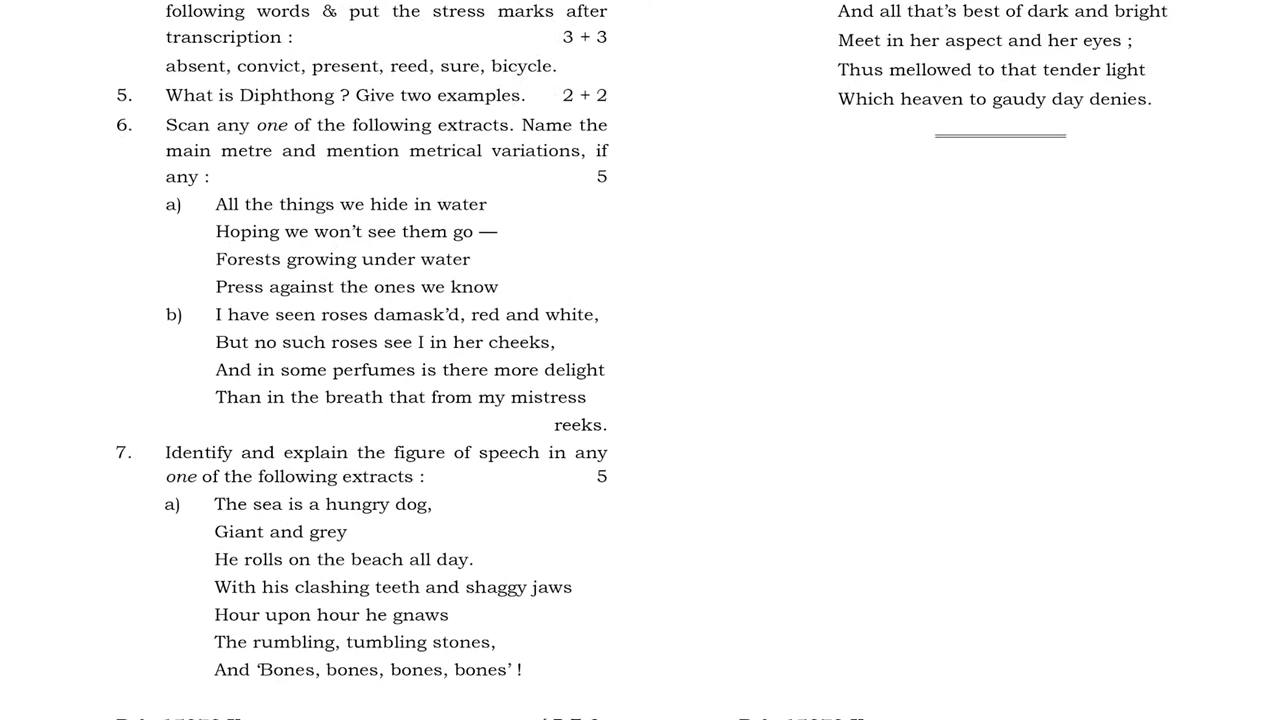 following words & put the stress marks after
transcription : 3 + 3
absent, convict, present, reed, sure, bicycle.
5. What is Diphthong ? Give two examples. 2 + 2
6. Scan any one of the following extracts. Name the
main metre and mention metrical variations, if
any : 5
a) All the things we hide in water
Hoping we won’t see them go —
Forests growing under water
Press against the ones we know
b) I have seen roses damask’d, red and white,
But no such roses see I in her cheeks,
And in some perfumes is there more delight
Than in the breath that from my mistress
reeks.
7. Identify and explain the figure of speech in any
one of the following extracts : 5
a) The sea is a hungry dog,
Giant and grey
He rolls on the beach all day.
With his clashing teeth and shaggy jaws
Hour upon hour he gnaws
The rumbling, tumbling stones,
And ‘Bones, bones, bones, bones’ !
And all that’s best of dark and bright
Meet in her aspect and her eyes ;
Thus mellowed to that tender light
Which heaven to gaudy day denies.